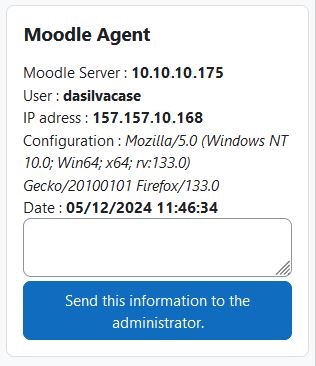 Moodle Agent
Moodle Server : 10.10.10.175
User : dasilvacase
IP adress : 157.157.10.168
Configuration : Mozilla/5.0 (Windows NT
10.0; Win64; x64; rv:133.0)
Gecko/20100101 Firefox/133.0
Date : 05/12/2024 11:46:34
Send this information to the
administrator.